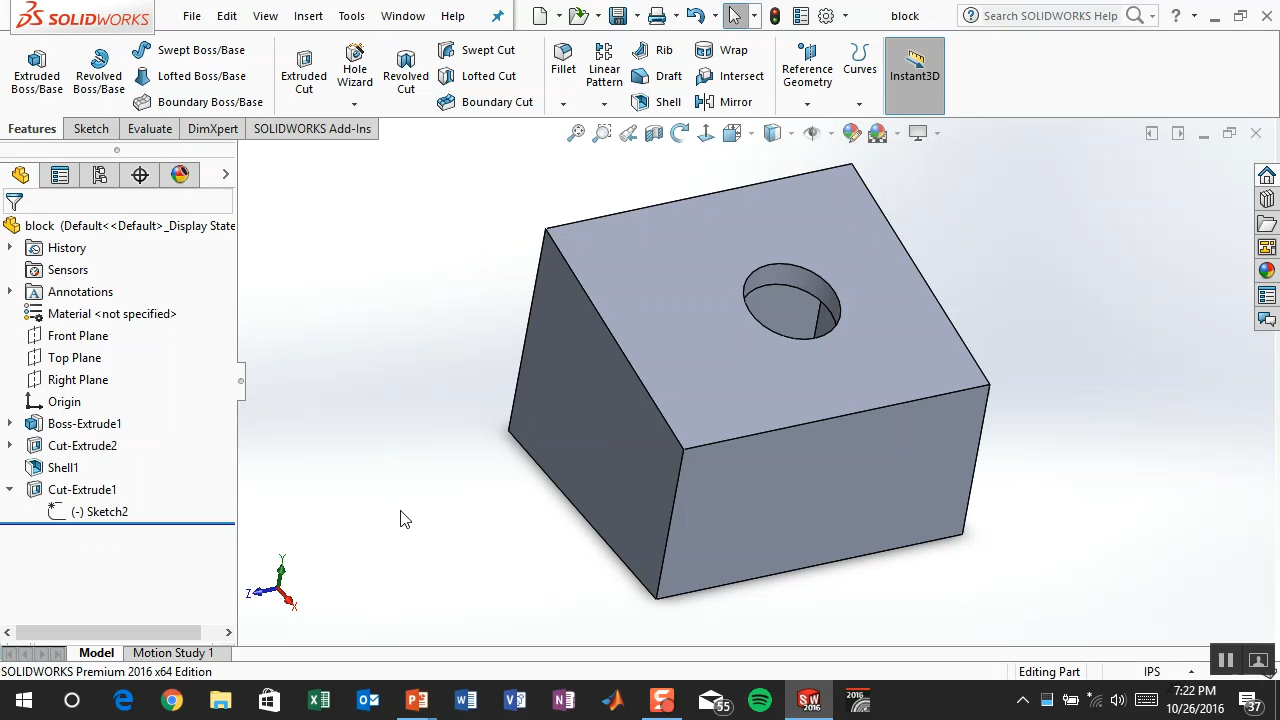 SOLIDWORKS File Edit View Insert Tools Window Help block Search SOLIDWORKS Help ?
Extruded Boss/Base
Revolved Boss/Base
Swept Boss/Base
Lofted Boss/Base
Boundary Boss/Base
Extruded Cut
Hole Wizard
Revolved Cut
Swept Cut
Lofted Cut
Boundary Cut
Fillet
Linear Pattern
Rib
Draft
Shell
Wrap
Intersect
Mirror
Reference Geometry
Curves
Instant3D
Features Sketch Evaluate DimXpert SOLIDWORKS Add-Ins
block (Default<<Default>_Display State
History
Sensors
Annotations
Material <not specified>
Front Plane
Top Plane
Right Plane
Origin
Boss-Extrude1
Cut-Extrude2
Shell1
Cut-Extrude1
(-) Sketch2
Y
Z
X
Model Motion Study 1
SOLIDWORKS Premium 2016 x64 Edition Editing Part IPS
55
SW 2016
2016
7:22 PM
10/26/2016
37